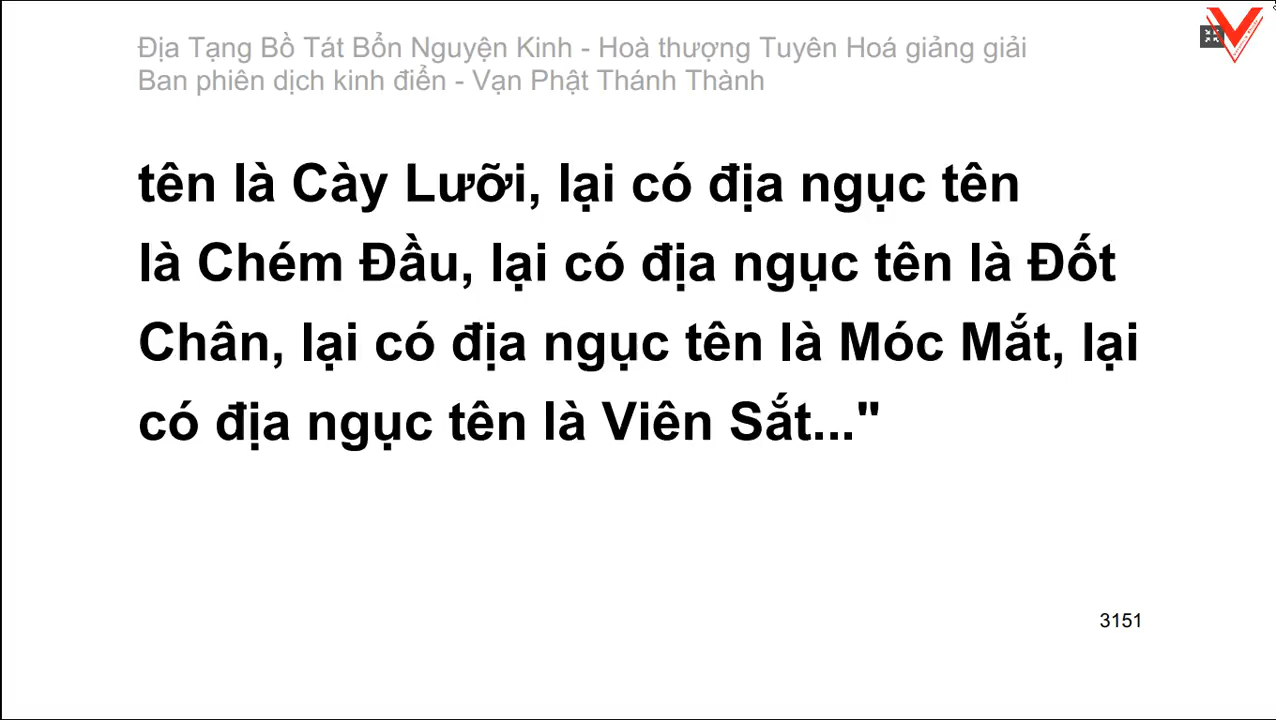 Địa Tạng Bồ Tát Bổn Nguyện Kinh - Hoà thượng Tuyên Hoá giảng giải
Ban phiên dịch kinh điển - Vạn Phật Thánh Thành
tên là Cày Lưỡi, lại có địa ngục tên
là Chém Đầu, lại có địa ngục tên là Đốt
Chân, lại có địa ngục tên là Móc Mắt, lại
có địa ngục tên là Viên Sắt..."
3151